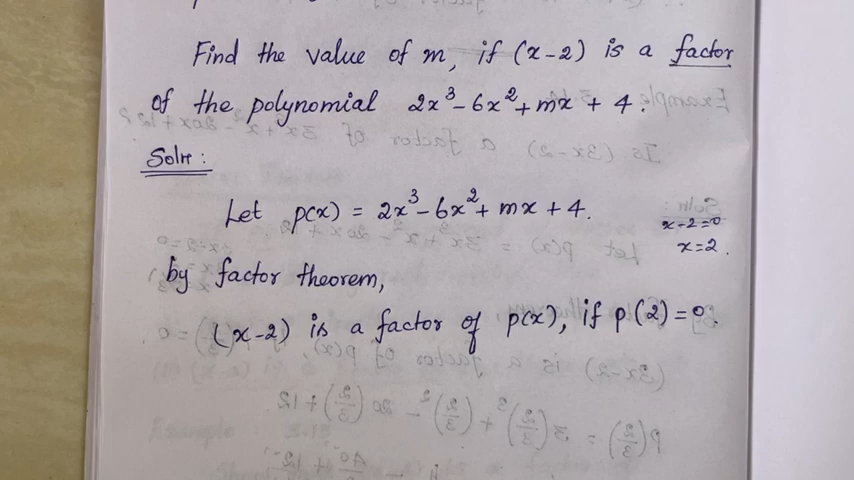 Find the value of m, if (x-2) is a factor
of the polynomial 2x³-6x²+mx+4.
Soln:
Let p(x) = 2x³-6x²+mx+4.
x-2=0
x=2.
by factor theorem,
(x-2) is a factor of p(x), if p(2)=0.